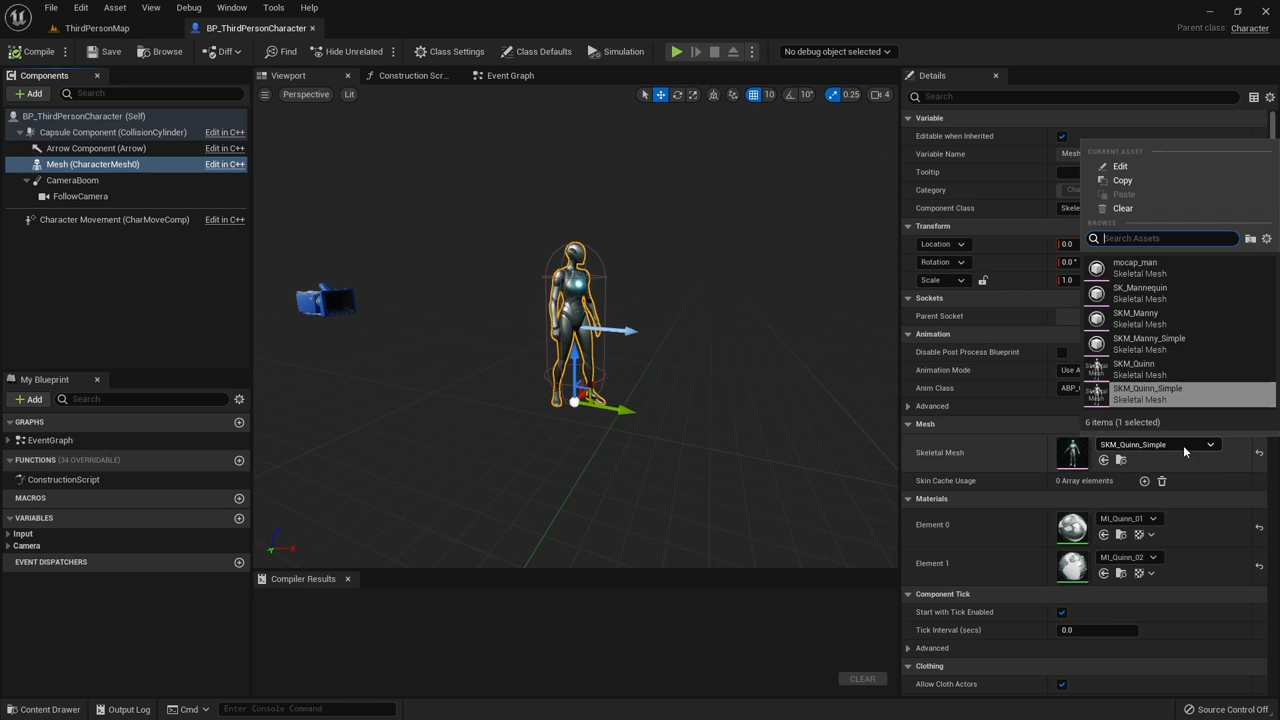 File Edit Asset View Debug Window Tools Help
ThirdPersonMap
BP_ThirdPersonCharacter
Parent class: Character
Compile
Save
Browse
Diff
Find
Hide Unrelated
Class Settings
Class Defaults
Simulation
No debug object selected
Components
Add
Search
BP_ThirdPersonCharacter (Self)
Capsule Component (CollisionCylinder) Edit in C++
Arrow Component (Arrow) Edit in C++
Mesh (CharacterMesh0) Edit in C++
CameraBoom
FollowCamera
Character Movement (CharMoveComp) Edit in C++
My Blueprint
Add
Search
GRAPHS
EventGraph
FUNCTIONS (34 OVERRIDABLE)
ConstructionScript
MACROS
VARIABLES
Input
Camera
EVENT DISPATCHERS
Viewport
Construction Scr...
Event Graph
Perspective
Lit
10
10°
0.25
4
Compiler Results
CLEAR
Details
Search
Variable
Editable when Inherited
Variable Name Mesh
Tooltip
Category Cha
Component Class Skele
Transform
Location 0.0
Rotation 0.0 °
Scale 1.0
Sockets
Parent Socket
Animation
Disable Post Process Blueprint
Animation Mode Use A
Anim Class ABP_
Advanced
Mesh
Skeletal Mesh
SKM_Quinn_Simple
Skin Cache Usage 0 Array elements
Materials
Element 0 MI_Quinn_01
Element 1 MI_Quinn_02
Component Tick
Start with Tick Enabled
Tick Interval (secs) 0.0
Advanced
Clothing
Allow Cloth Actors
CURRENT ASSET
Edit
Copy
Paste
Clear
BROWSE
Search Assets
mocap_man
Skeletal Mesh
SK_Mannequin
Skeletal Mesh
SKM_Manny
Skeletal Mesh
SKM_Manny_Simple
Skeletal Mesh
SKM_Quinn
Skeletal Mesh
SKM_Quinn_Simple
Skeletal Mesh
6 items (1 selected)
Content Drawer
Output Log
Cmd
Enter Console Command
Source Control Off